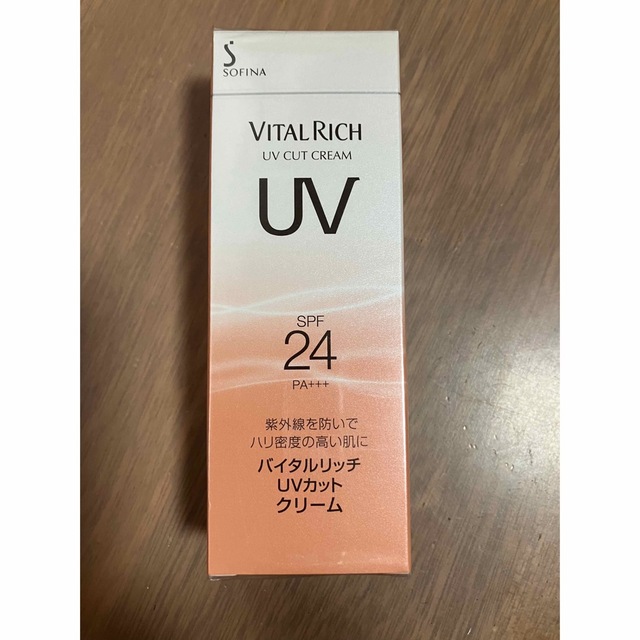 SOFINA
VITAL RICH
UV CUT CREAM
UV
SPF
24
PA+++
紫外線を防いで
ハリ密度の高い肌に
バイタルリッチ
UVカット
クリーム